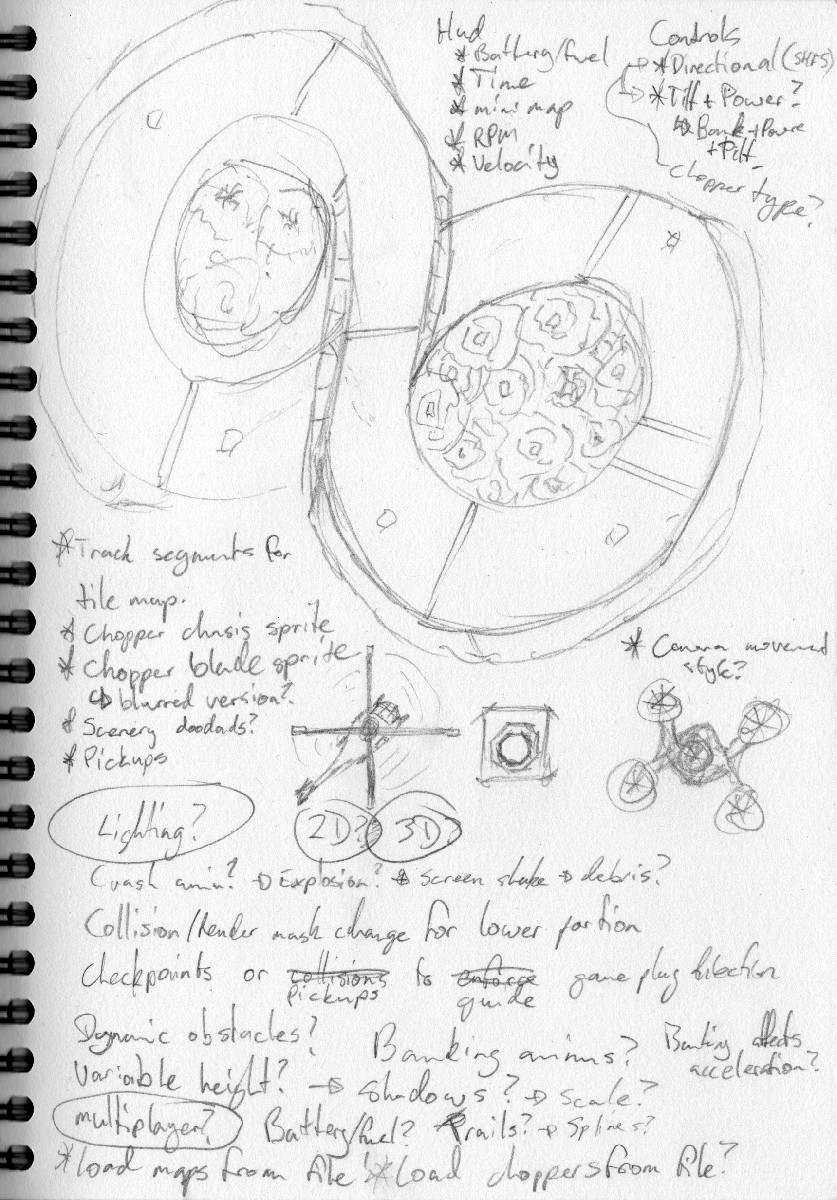 Hud
* Battery/fuel
* Time
* mini map
* RPM
* Velocity
Controls
* Directional (SHFS)
* Tilt + Power?
↳ Bank + Power
+ Pitch
chopper type?
* Track segments for
tile map.
* Chopper chasis sprite
* Chopper blade sprite
↳ blurred version?
* Scenery doodads?
* Pickups
* Camera movement
style?
Lighting?
2D? 3D?
Crash anim? → Explosion? → Screen shake → debris?
Collision/Render mask change for lower portion
Checkpoints or collisions to enforce gameplay direction
Pickups guide
Dynamic obstacles?
Banking anims?
Banking affects
acceleration?
Variable height? → shadows? → Scale?
multiplayer? Battery/fuel? Trails? → Splines?
* load maps from file! * Load choppers from file?